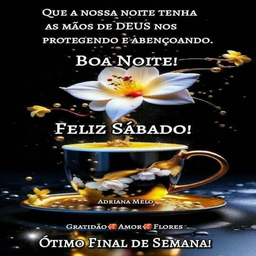 Que a nossa noite tenha
as mãos de DEUS nos
protegendo e abençoando.
Boa Noite!
Feliz Sábado!
Adriana Melo
Gratidão Amor Flores
Ótimo Final de Semana!